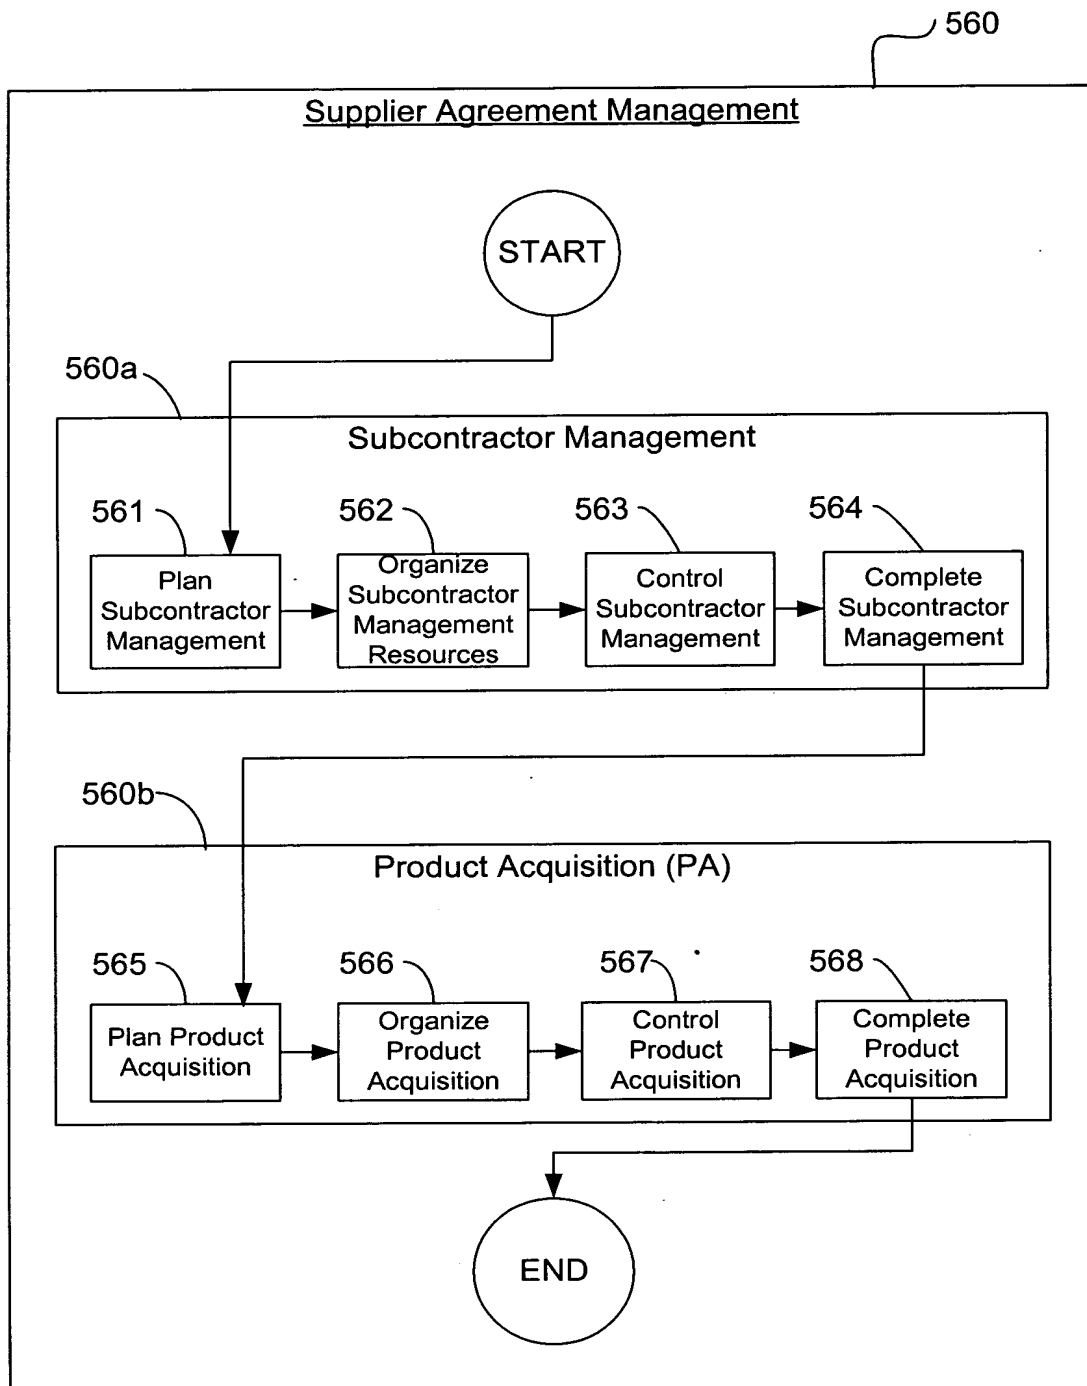 560
Supplier Agreement Management
START
560a
Subcontractor Management
561
562
563
564
Plan
Subcontractor
Management
Organize
Subcontractor
Management
Resources
Control
Subcontractor
Management
Complete
Subcontractor
Management
560b
Product Acquisition (PA)
565
566
567
568
Plan Product
Acquisition
Organize
Product
Acquisition
Control
Product
Acquisition
Complete
Product
Acquisition
END